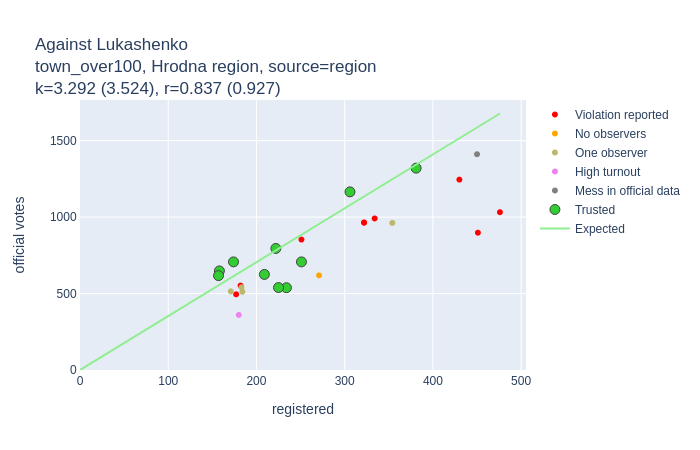 Against Lukashenko
town_over100, Hrodna region, source=region
k=3.292 (3.524), r=0.837 (0.927)
1500
1000
500
0
official votes
0
100
200
300
400
500
registered
Violation reported
No observers
One observer
High turnout
Mess in official data
Trusted
Expected